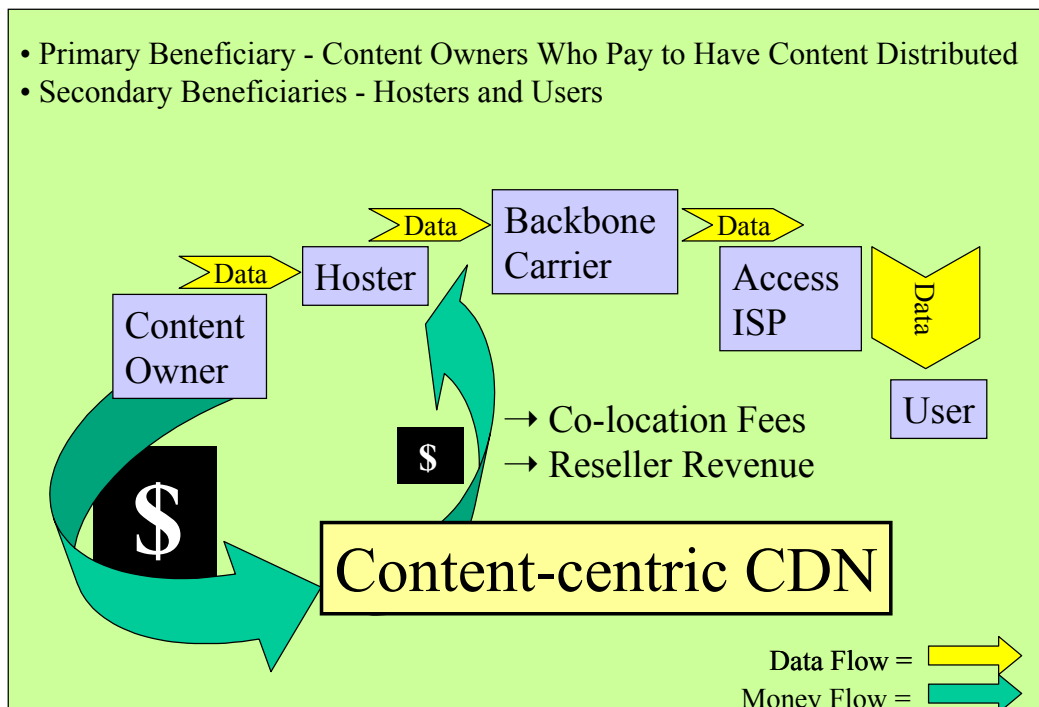 • Primary Beneficiary - Content Owners Who Pay to Have Content Distributed
• Secondary Beneficiaries - Hosters and Users
Data
Backbone
Carrier
Data
Data
Hoster
Access
ISP
Data
Content
Owner
User
→ Co-location Fees
$
→ Reseller Revenue
$
Content-centric CDN
Data Flow =
Money Flow =